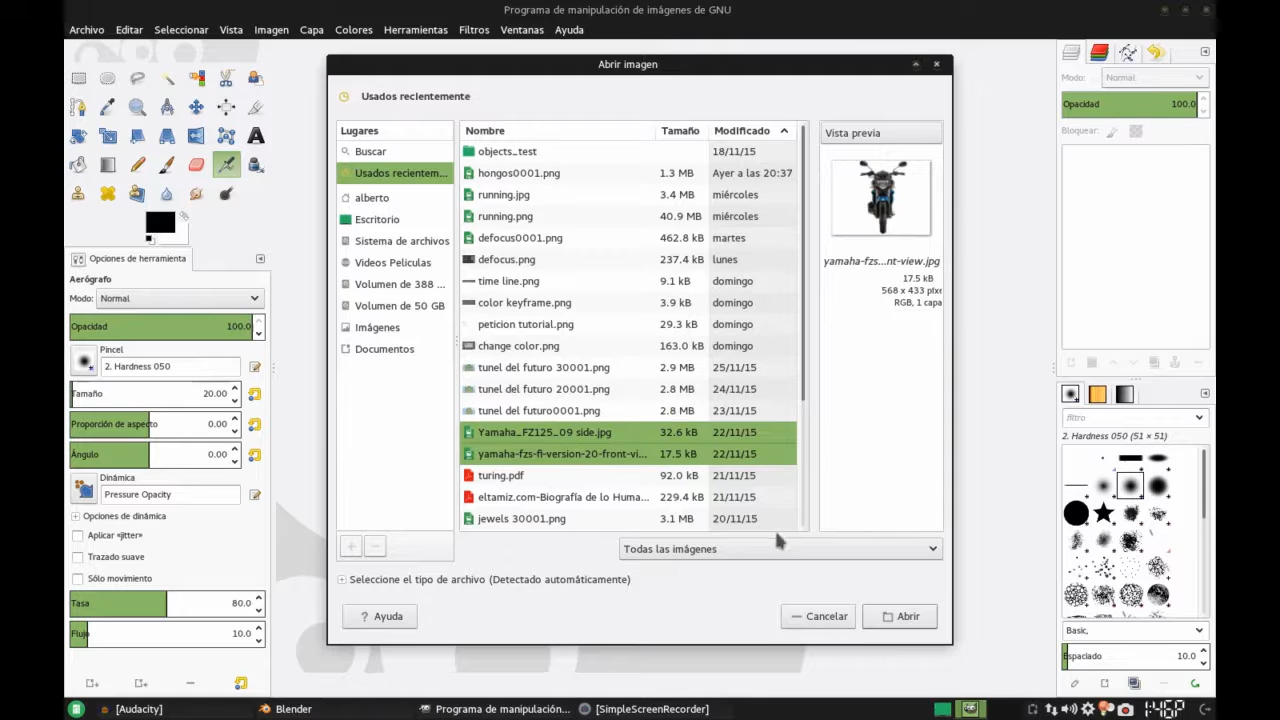 Programa de manipulación de imágenes de GNU
Archivo Editar Seleccionar Vista Imagen Capa Colores Herramientas Filtros Ventanas Ayuda
Abrir imagen
Usados recientemente
Lugares
Buscar
Usados recientem...
alberto
Escritorio
Sistema de archivos
Videos Peliculas
Volumen de 388 ...
Volumen de 50 GB
Imágenes
Documentos
Nombre Tamaño Modificado
objects_test 18/11/15
hongos0001.png 1.3 MB Ayer a las 20:37
running.jpg 3.4 MB miércoles
running.png 40.9 MB miércoles
defocus0001.png 462.8 kB martes
defocus.png 237.4 kB lunes
time line.png 9.1 kB domingo
color keyframe.png 3.9 kB domingo
peticion tutorial.png 29.3 kB domingo
change color.png 163.0 kB domingo
tunel del futuro 30001.png 2.9 MB 25/11/15
tunel del futuro 20001.png 2.8 MB 24/11/15
tunel del futuro0001.png 2.8 MB 23/11/15
Yamaha_FZ125_09 side.jpg 32.6 kB 22/11/15
yamaha-fzs-fi-version-20-front-vi... 17.5 kB 22/11/15
turing.pdf 92.0 kB 21/11/15
eltamiz.com-Biografía de lo Huma... 229.4 kB 21/11/15
jewels 30001.png 3.1 MB 20/11/15
Vista previa
yamaha-fzs...nt-view.jpg
17.5 kB
568 x 433 píxe
RGB, 1 capa
Todas las imágenes
Seleccione el tipo de archivo (Detectado automáticamente)
Ayuda
Cancelar
Abrir
Opciones de herramienta
Aerógrafo
Modo: Normal
Opacidad 100.0
Pincel
2. Hardness 050
Tamaño 20.00
Proporción de aspecto 0.00
Ángulo 0.00
Dinámica
Pressure Opacity
Opciones de dinámica
Aplicar «jitter»
Trazado suave
Sólo movimiento
Tasa 80.0
Flujo 10.0
Modo: Normal
Opacidad 100.0
Bloquear:
filtro
2. Hardness 050 (51 × 51)
Basic,
Espaciado 10.0
[Audacity]
Blender
Programa de manipulación...
[SimpleScreenRecorder]
1:46P